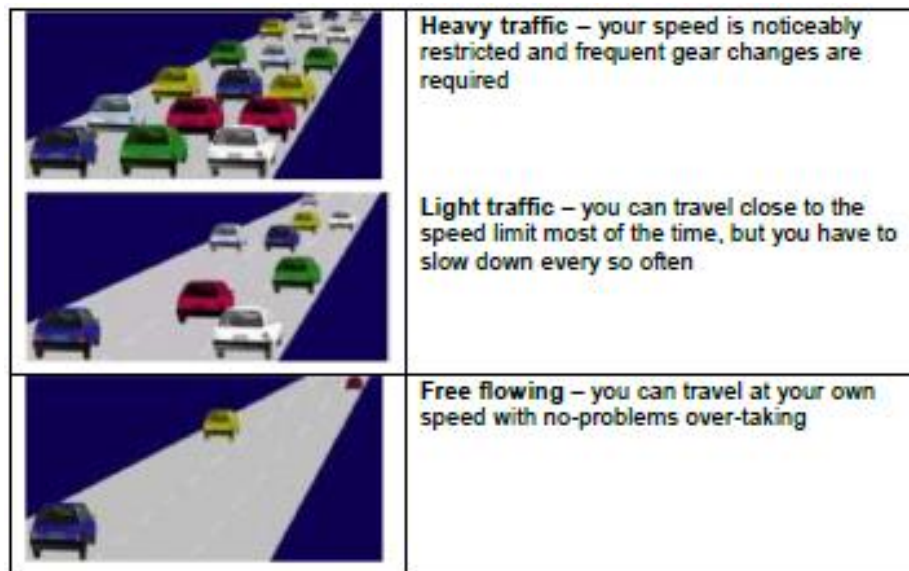 Heavy traffic – your speed is noticeably
restricted and frequent gear changes are
required
Light traffic – you can travel close to the
speed limit most of the time, but you have to
slow down every so often
Free flowing – you can travel at your own
speed with no-problems over-taking